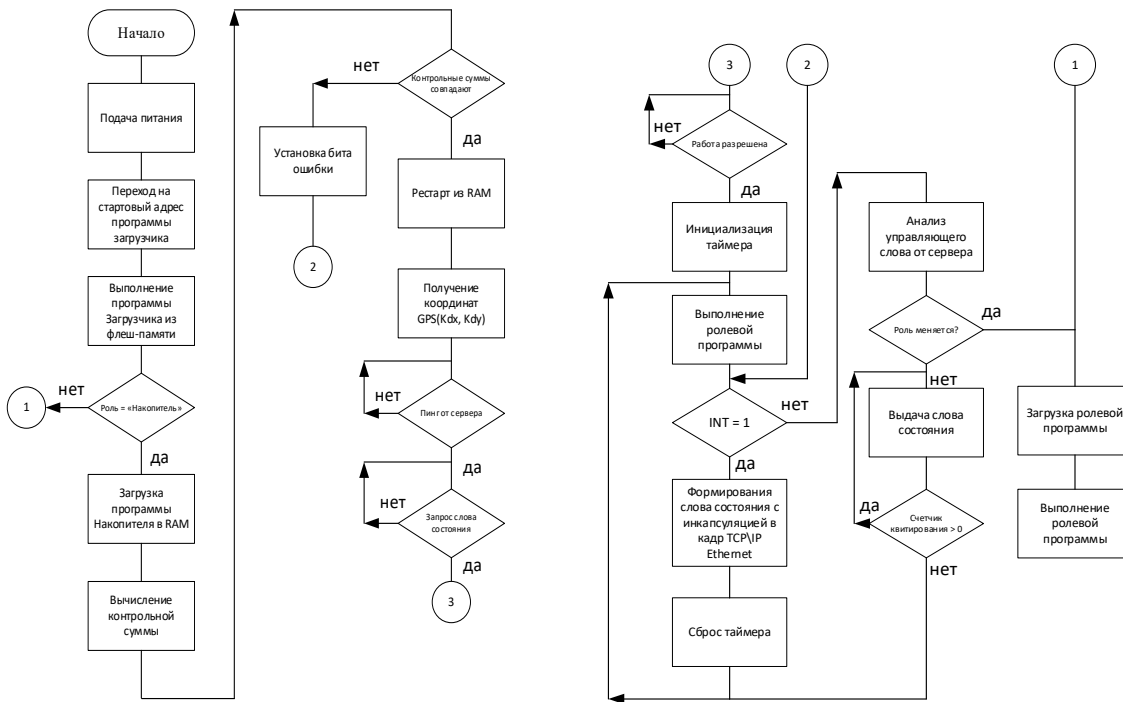 Начало
Подача питания
Переход на
стартовый адрес
программы
загрузчика
Выполнение
программы
Загрузчика из
флеш-памяти
нет
1
Роль = «Накопитель»
да
Загрузка
программы
Накопителя в RAM
Вычисление
контрольной
суммы
нет
Контрольные суммы
совпадают
да
Установка бита
ошибки
2
Рестарт из RAM
Получение
координат
GPS(Kdx, Kdy)
нет
Пинг от сервера
да
нет
Запрос слова
состояния
да
3
3
нет
Работа разрешена
да
Инициализация
таймера
Выполнение
ролевой
программы
2
INT = 1
нет
да
Формирования
слова состояния с
инкапсуляцией в
кадр TCP\IP
Ethernet
Сброс таймера
Анализ
управляющего
слова от сервера
да
Роль меняется?
нет
Выдача слова
состояния
да
Счетчик
квитирования > 0
нет
1
Загрузка ролевой
программы
Выполнение
ролевой
программы